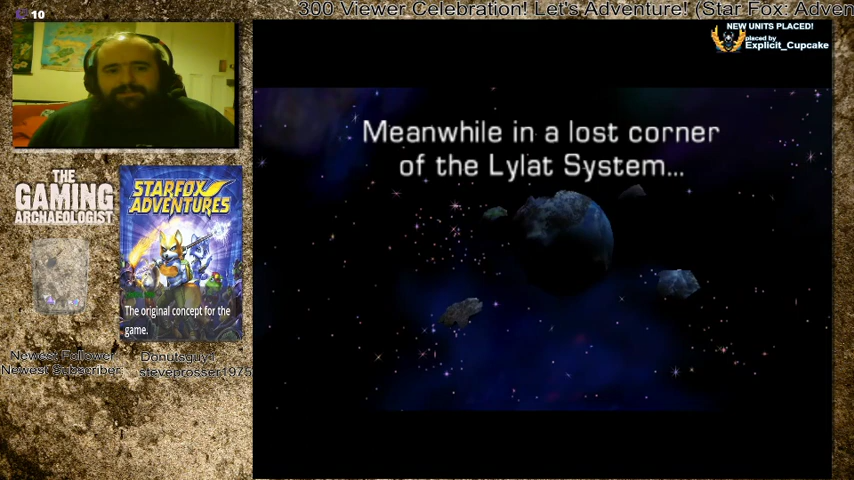 10
300 Viewer Celebration! Let's Adventure! (Star Fox: Adven
NEW UNITS PLACED!
placed by
Explicit_Cupcake
Meanwhile in a lost corner
of the Lylat System...
THE
GAMING
ARCHAEOLOGIST
STARFOX
ADVENTURES
The original concept for the
game.
Newest Follower
Donutsguy1
Newest Subscriber:
steveprosser1975